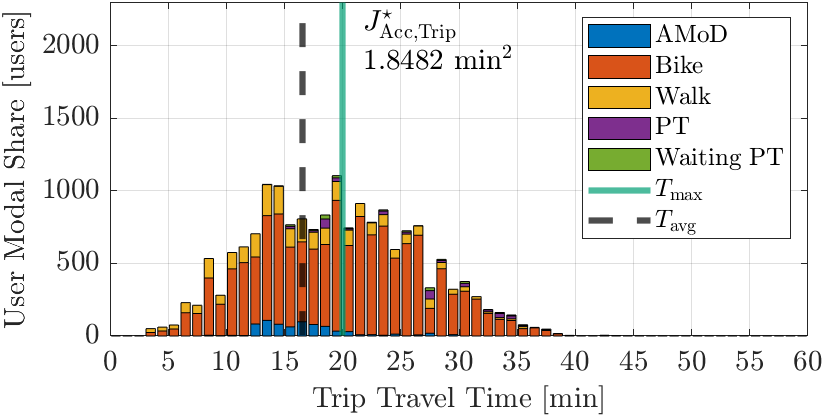 User Modal Share [users]
2000
1500
1000
500
0
J⋆Acc,Trip
1.8482 min²
AMoD
Bike
Walk
PT
Waiting PT
Tmax
Tavg
0 5 10 15 20 25 30 35 40 45 50 55 60
Trip Travel Time [min]